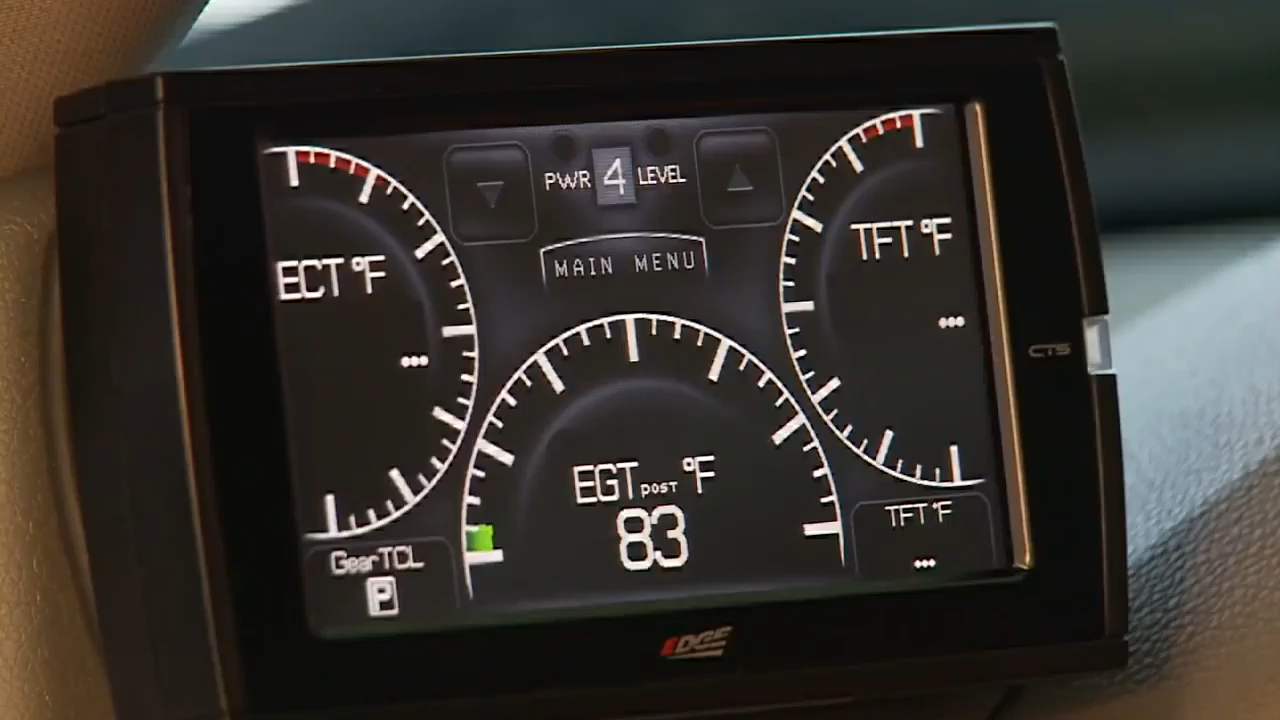 PWR 4 LEVEL
MAIN MENU
ECT °F
...
TFT °F
...
CTS
EGT POST °F
83
GearTCL
P
TFT °F
...
EDGE